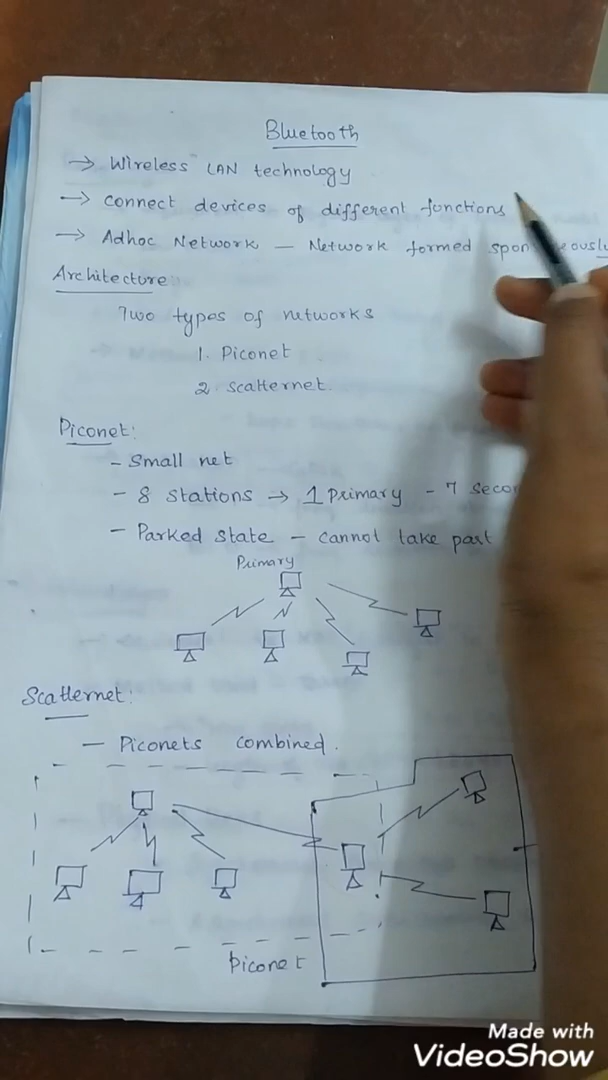 Bluetooth
→ Wireless LAN technology
→ Connect devices of different functions
→ Adhoc Network — Network formed
Architecture:
Two types of networks
1. Piconet
2. Scatternet.
Piconet:
- Small net
- 8 stations → 1 Primary - 7
- Parked state - cannot take part
Primary
Scatternet:
- Piconets combined.
Piconet
Made with
VideoShow